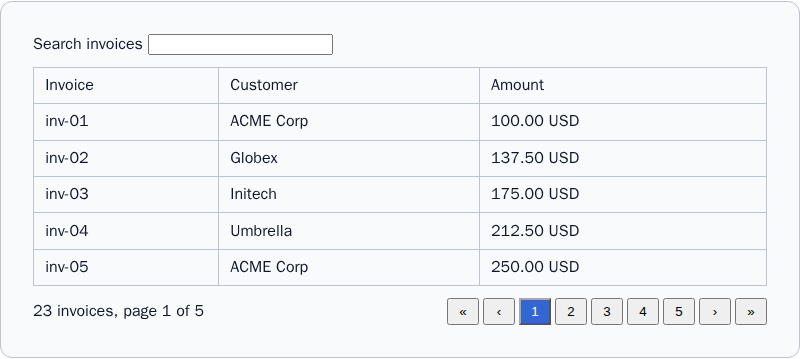 Search invoices
Invoice Customer Amount
inv-01 ACME Corp 100.00 USD
inv-02 Globex 137.50 USD
inv-03 Initech 175.00 USD
inv-04 Umbrella 212.50 USD
inv-05 ACME Corp 250.00 USD
23 invoices, page 1 of 5 « ‹ 1 2 3 4 5 › »